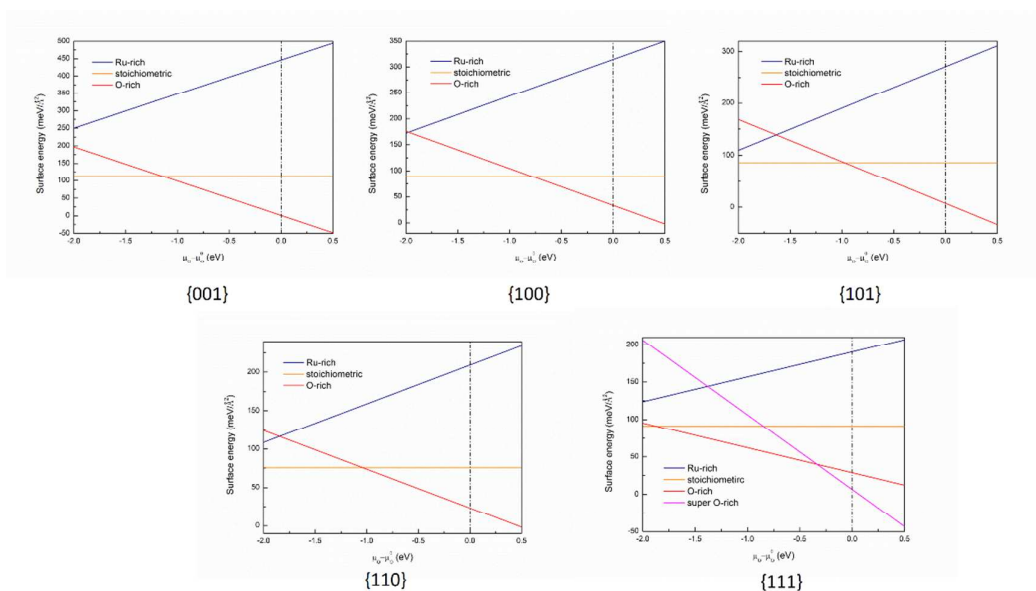 500
450
400
350
300
250
200
150
100
50
0
-50
Surface energy (meV/Å²)
Ru-rich
stoichiometric
O-rich
-2.0 -1.5 -1.0 -0.5 0.0 0.5
(eV)
{001}
350
300
250
200
150
100
50
0
Surface energy (meV/Å²)
Ru-rich
stoichiometric
O-rich
-2.0 -1.5 -1.0 -0.5 0.0 0.5
(eV)
{100}
300
200
100
0
Surface energy (meV/Å²)
Ru-rich
stoichiometric
O-rich
-2.0 -1.5 -1.0 -0.5 0.0 0.5
(eV)
{101}
200
150
100
50
0
Surface energy (meV/Å²)
Ru-rich
stoichiometric
O-rich
-2.0 -1.5 -1.0 -0.5 0.0 0.5
(eV)
{110}
200
150
100
50
0
-50
Surface energy (meV/Å²)
Ru-rich
stoichiometirc
O-rich
super O-rich
-2.0 -1.5 -1.0 -0.5 0.0 0.5
(eV)
{111}